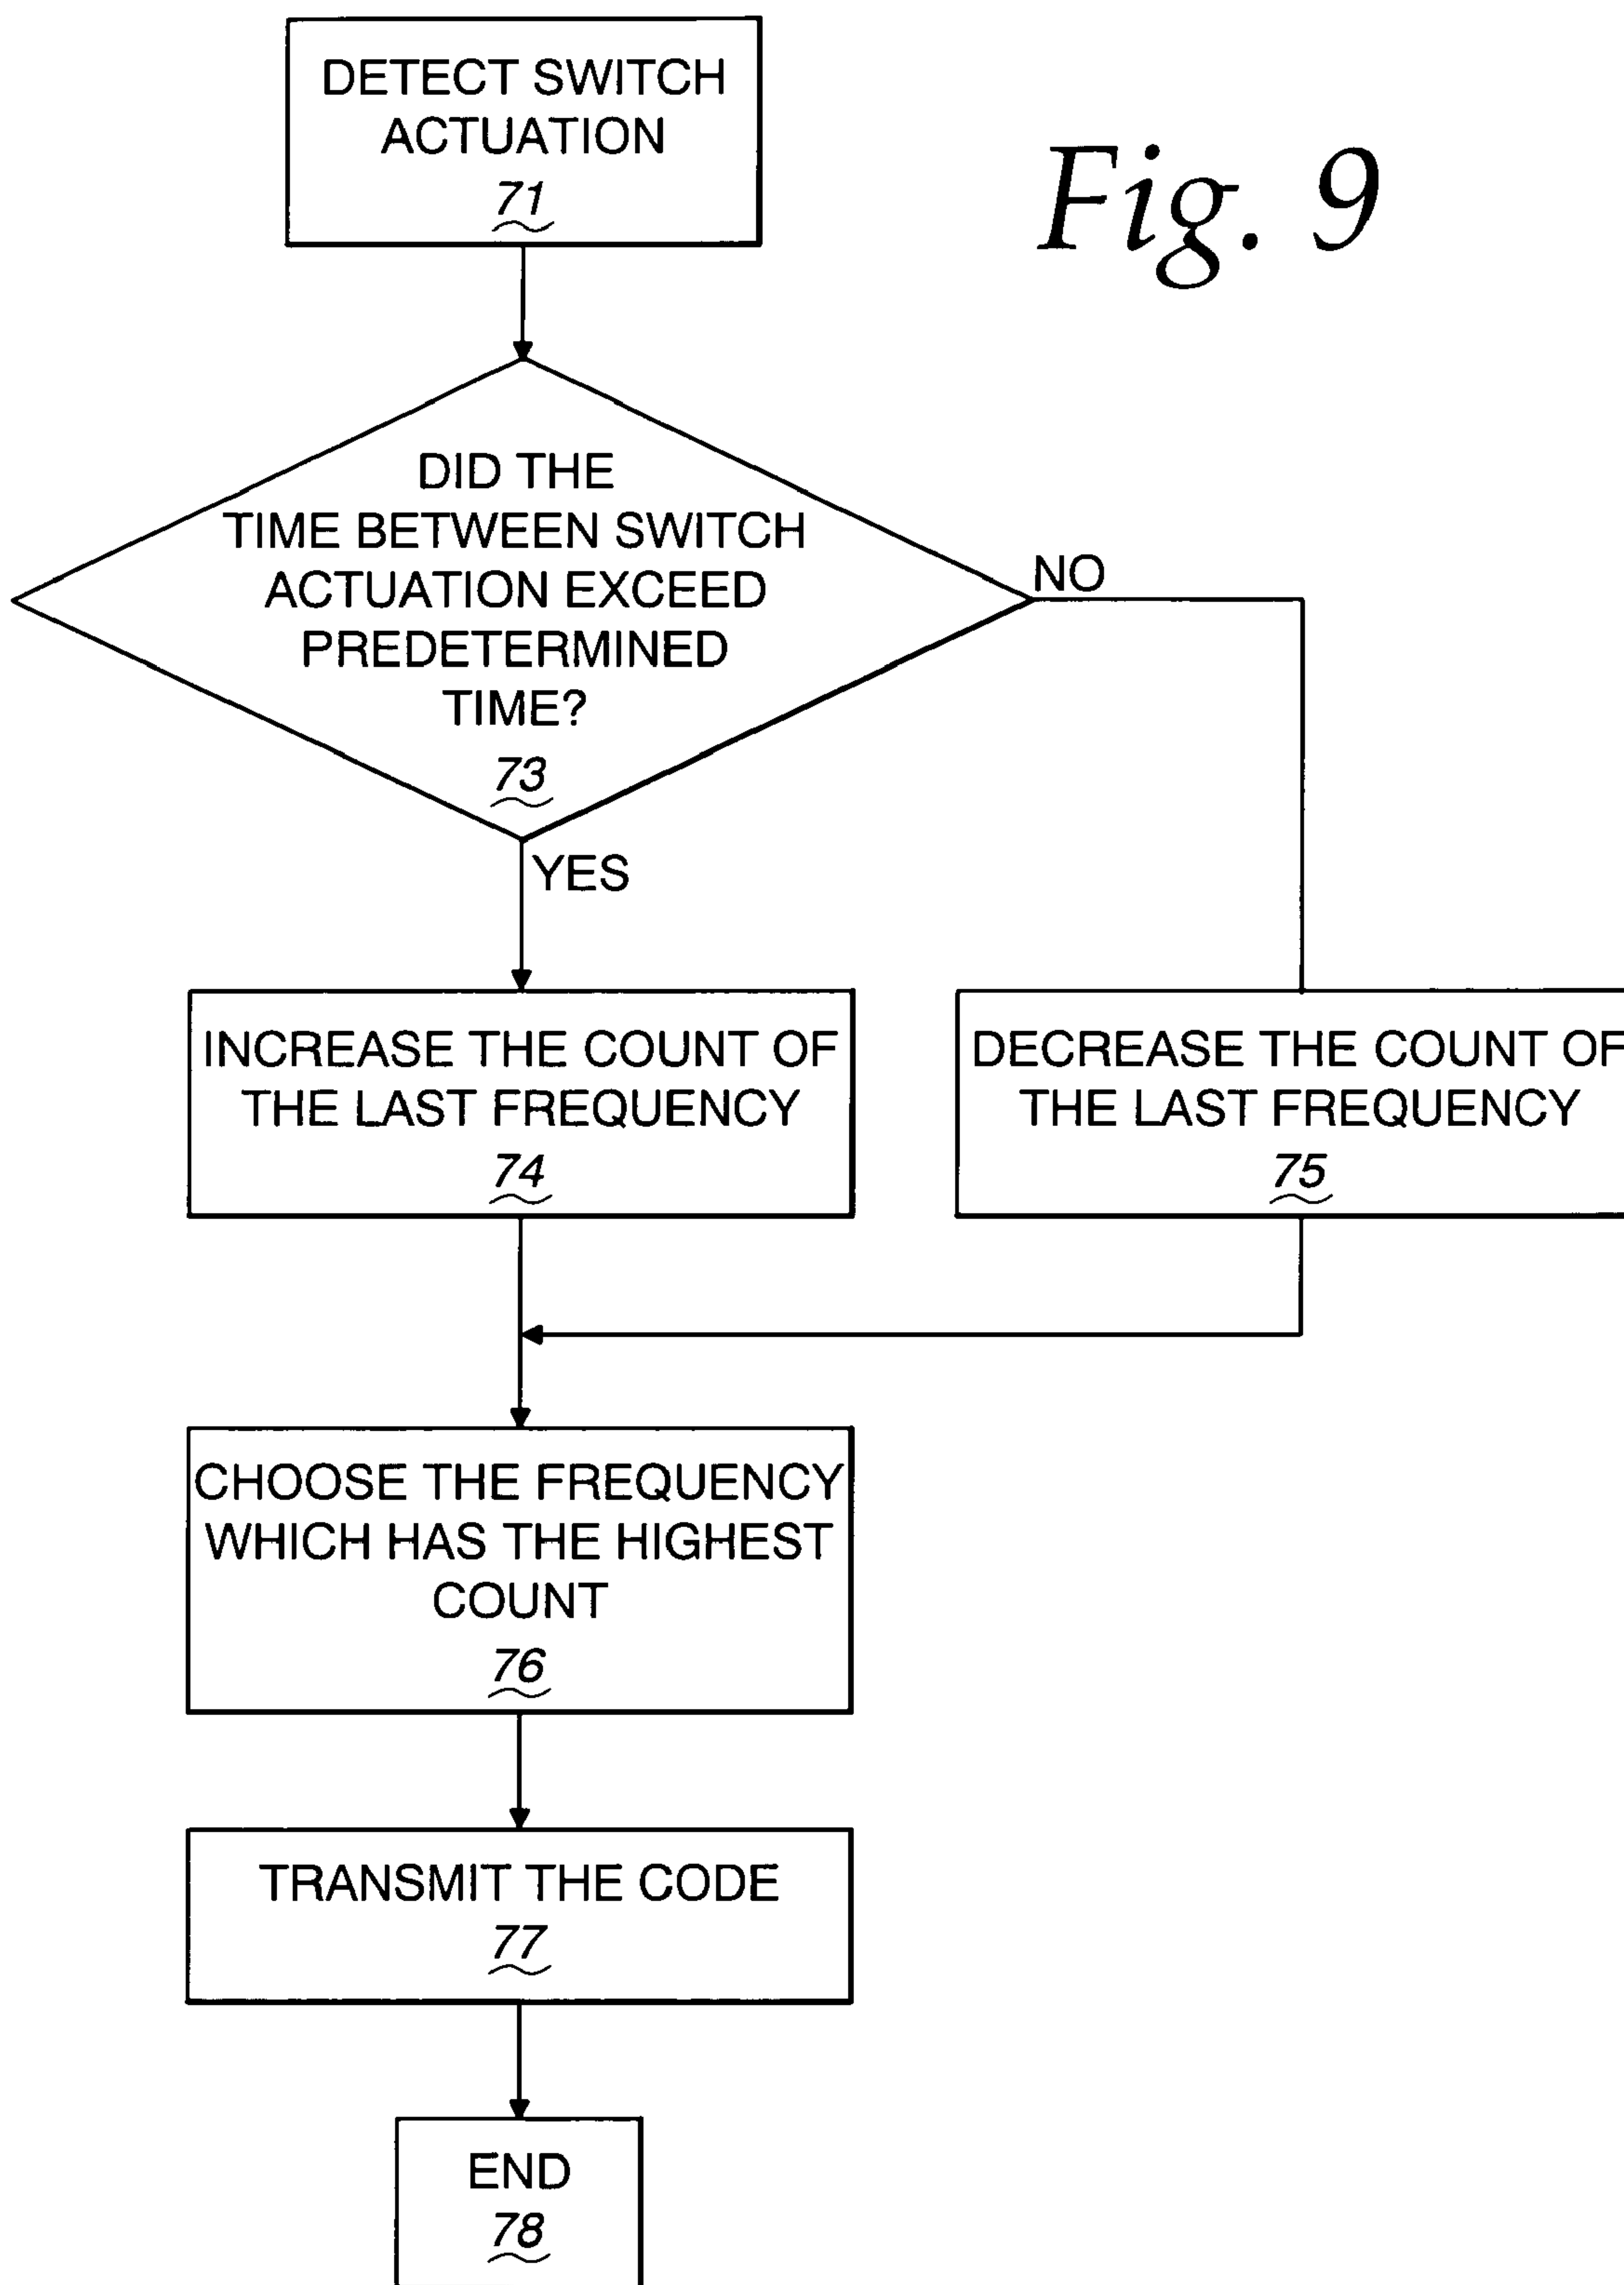 DETECT SWITCH
ACTUATION
71
Fig. 9
DID THE
TIME BETWEEN SWITCH
ACTUATION EXCEED
PREDETERMINED
TIME?
73
NO
YES
INCREASE THE COUNT OF
THE LAST FREQUENCY
74
DECREASE THE COUNT OF
THE LAST FREQUENCY
75
CHOOSE THE FREQUENCY
WHICH HAS THE HIGHEST
COUNT
76
TRANSMIT THE CODE
77
END
78